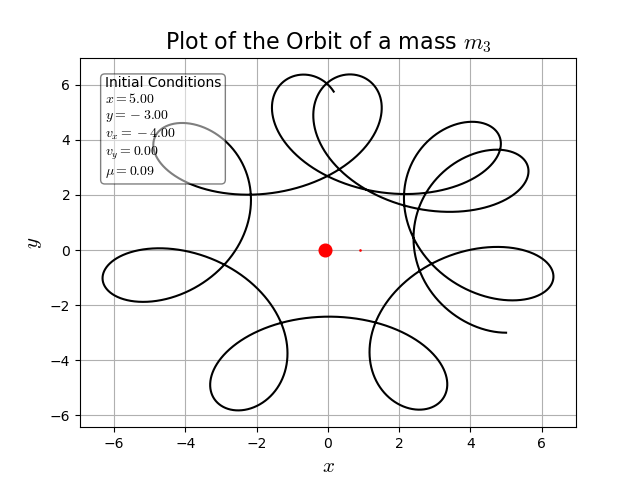 Plot of the Orbit of a mass m₃
Initial Conditions
x = 5.00
y = − 3.00
vₓ = −4.00
v_y = 0.00
μ = 0.09
6
4
2
0
−2
−4
−6
y
−6 −4 −2 0 2 4 6
x